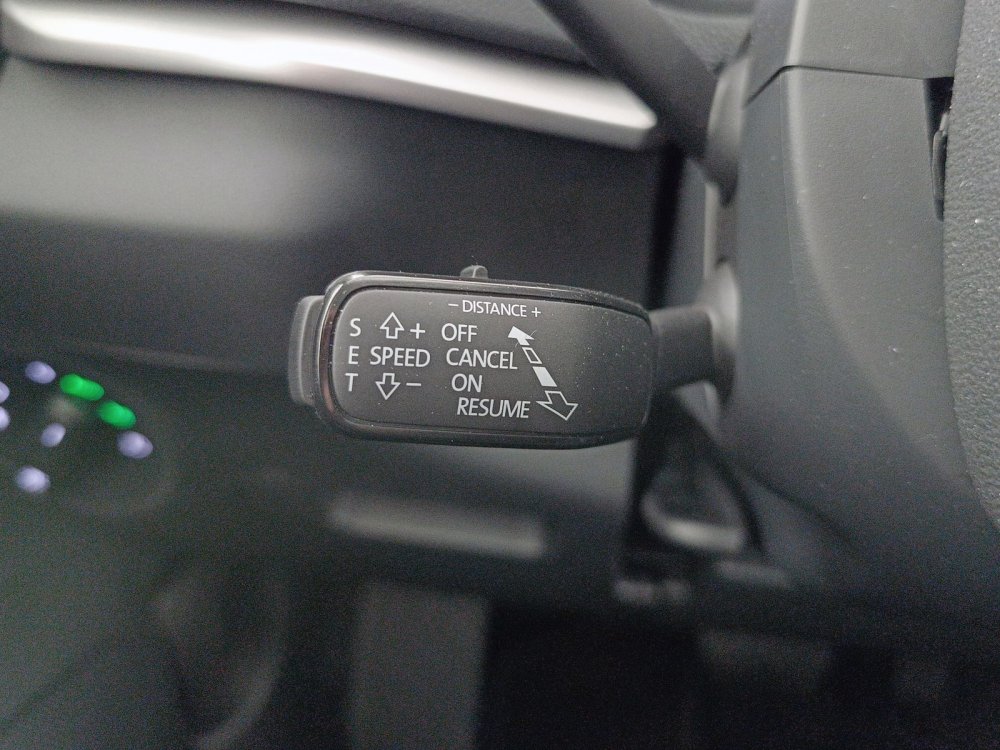 – DISTANCE +
S + OFF
E SPEED CANCEL
T – ON
RESUME